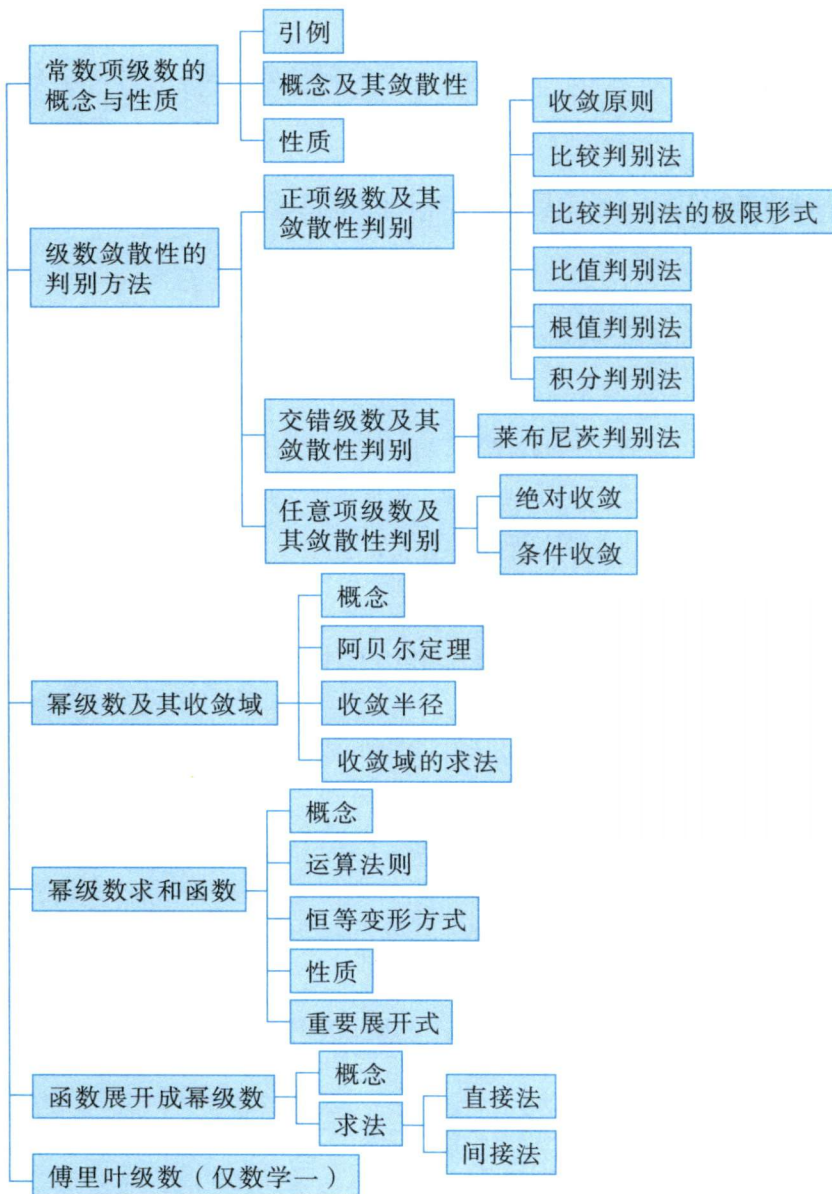 引例
常数项级数的
概念与性质
概念及其敛散性
性质
收敛原则
比较判别法
正项级数及其
敛散性判别
比较判别法的极限形式
级数敛散性的
判别方法
比值判别法
根值判别法
积分判别法
交错级数及其
敛散性判别
莱布尼茨判别法
任意项级数及
其敛散性判别
绝对收敛
条件收敛
概念
阿贝尔定理
幂级数及其收敛域
收敛半径
收敛域的求法
概念
运算法则
幂级数求和函数
恒等变形方式
性质
重要展开式
概念
函数展开成幂级数
求法
直接法
间接法
傅里叶级数（仅数学一）